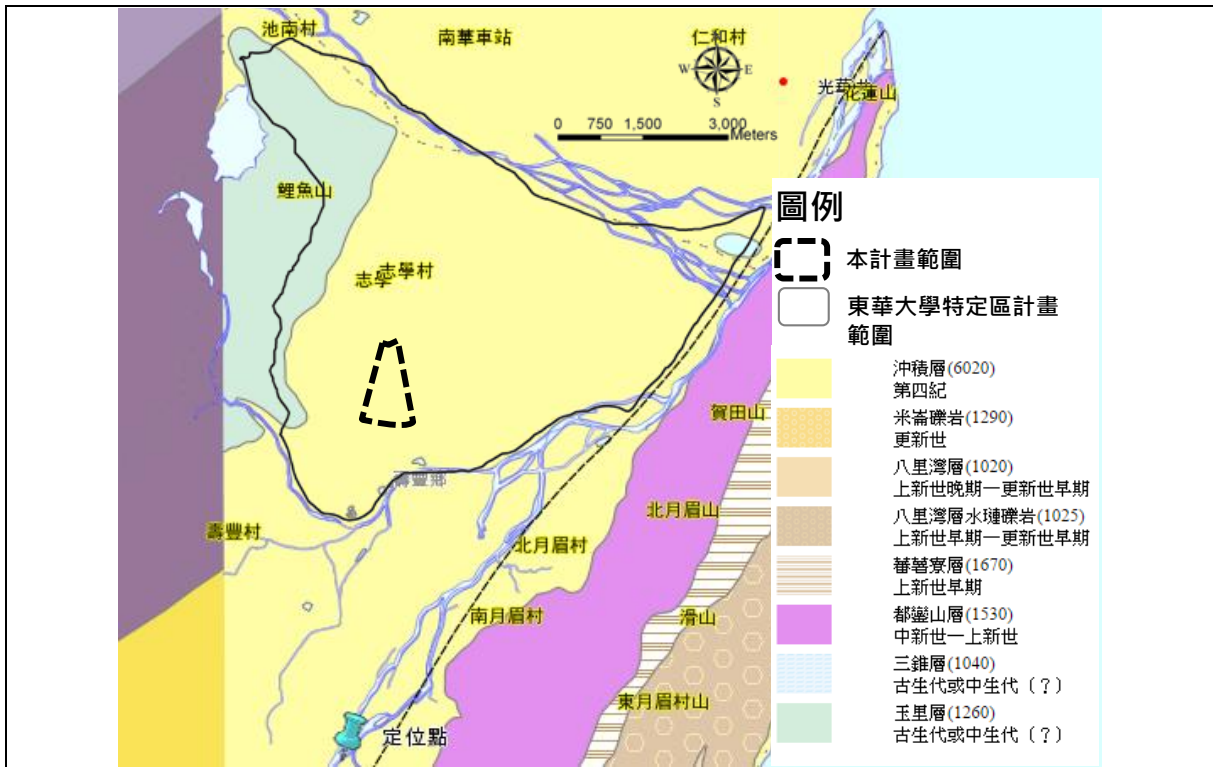 池南村
南華車站
仁和村
N
W
E
S
光華
花蓮山
0 750 1,500 3,000
Meters
鯉魚山
志學
志學村
賀田山
壽豐鄉
壽豐村
北月眉山
北月眉村
南月眉村
滑山
東月眉村山
定位點
圖例
本計畫範圍
東華大學特定區計畫
範圍
沖積層(6020)
第四紀
米崙礫岩(1290)
更新世
八里灣層(1020)
上新世晚期一更新世早期
八里灣層水璉礫岩(1025)
上新世早期一更新世早期
蕃薯寮層(1670)
上新世早期
都巒山層(1530)
中新世一上新世
三錐層(1040)
古生代或中生代（？）
玉里層(1260)
古生代或中生代（？）